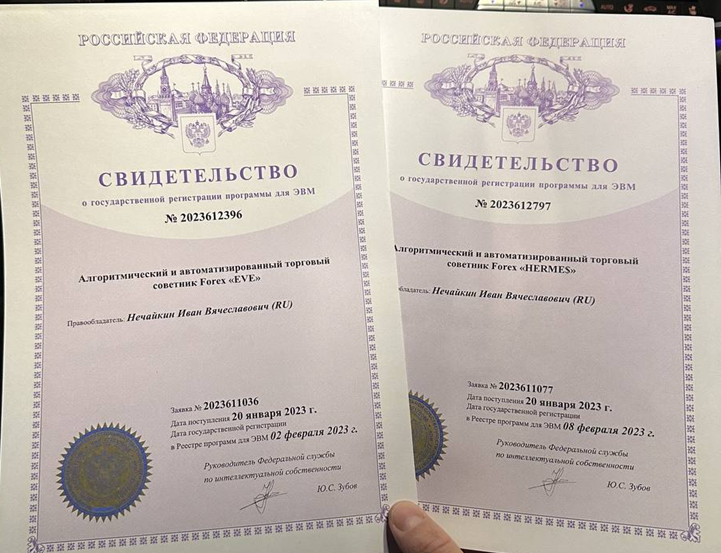 РОССИЙСКАЯ ФЕДЕРАЦИЯ
СВИДЕТЕЛЬСТВО
о государственной регистрации программы для ЭВМ
№ 2023612396
Алгоритмический и автоматизированный торговый
советник Forex «EVE»
Правообладатель: Нечайкин Иван Вячеславович (RU)
Заявка № 2023611036
Дата поступления 20 января 2023 г.
Дата государственной регистрации
в Реестре программ для ЭВМ 02 февраля 2023 г.
Руководитель Федеральной службы
по интеллектуальной собственности
Ю.С. Зубов
РОССИЙСКАЯ ФЕДЕРАЦИЯ
СВИДЕТЕЛЬСТВО
о государственной регистрации программы для ЭВМ
№ 2023612797
Алгоритмический и автоматизированный торговый
советник Forex «HERME$»
обладатель: Нечайкин Иван Вячеславович (RU)
Заявка № 2023611077
Дата поступления 20 января 2023 г.
Дата государственной регистрации
в Реестре программ для ЭВМ 08 февраля 2023 г.
Руководитель Федеральной службы
по интеллектуальной собственности
Ю.С. Зубов